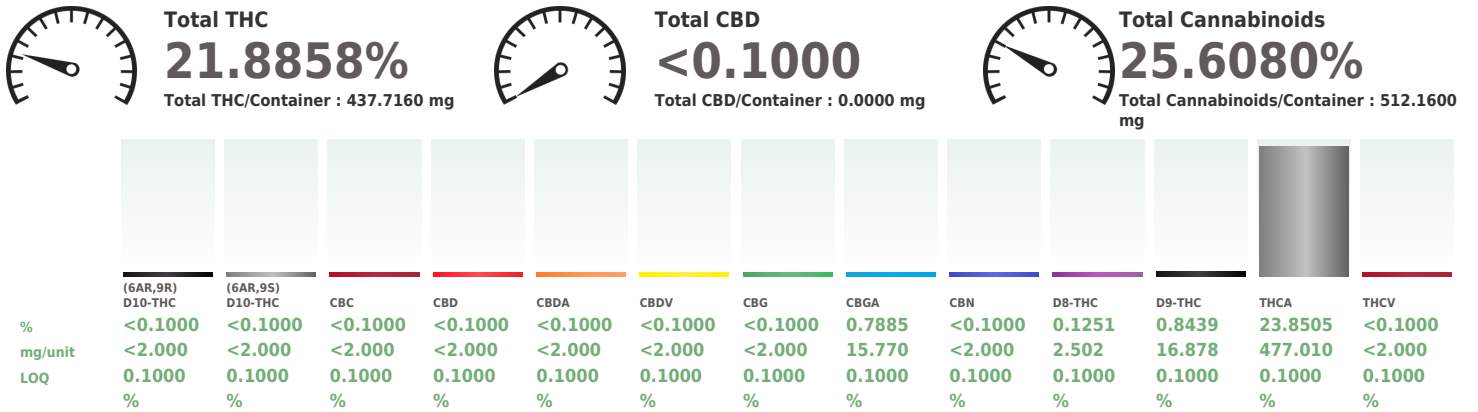 Total THC
21.8858%
Total THC/Container : 437.7160 mg
Total CBD
<0.1000
Total CBD/Container : 0.0000 mg
Total Cannabinoids
25.6080%
Total Cannabinoids/Container : 512.1600
mg
(6AR,9R) (6AR,9S)
D10-THC D10-THC CBC CBD CBDA CBDV CBG CBGA CBN D8-THC D9-THC THCA THCV
% <0.1000 <0.1000 <0.1000 <0.1000 <0.1000 <0.1000 <0.1000 0.7885 <0.1000 0.1251 0.8439 23.8505 <0.1000
mg/unit <2.000 <2.000 <2.000 <2.000 <2.000 <2.000 <2.000 15.770 <2.000 2.502 16.878 477.010 <2.000
LOQ 0.1000 0.1000 0.1000 0.1000 0.1000 0.1000 0.1000 0.1000 0.1000 0.1000 0.1000 0.1000 0.1000
% % % % % % % % % % % % %